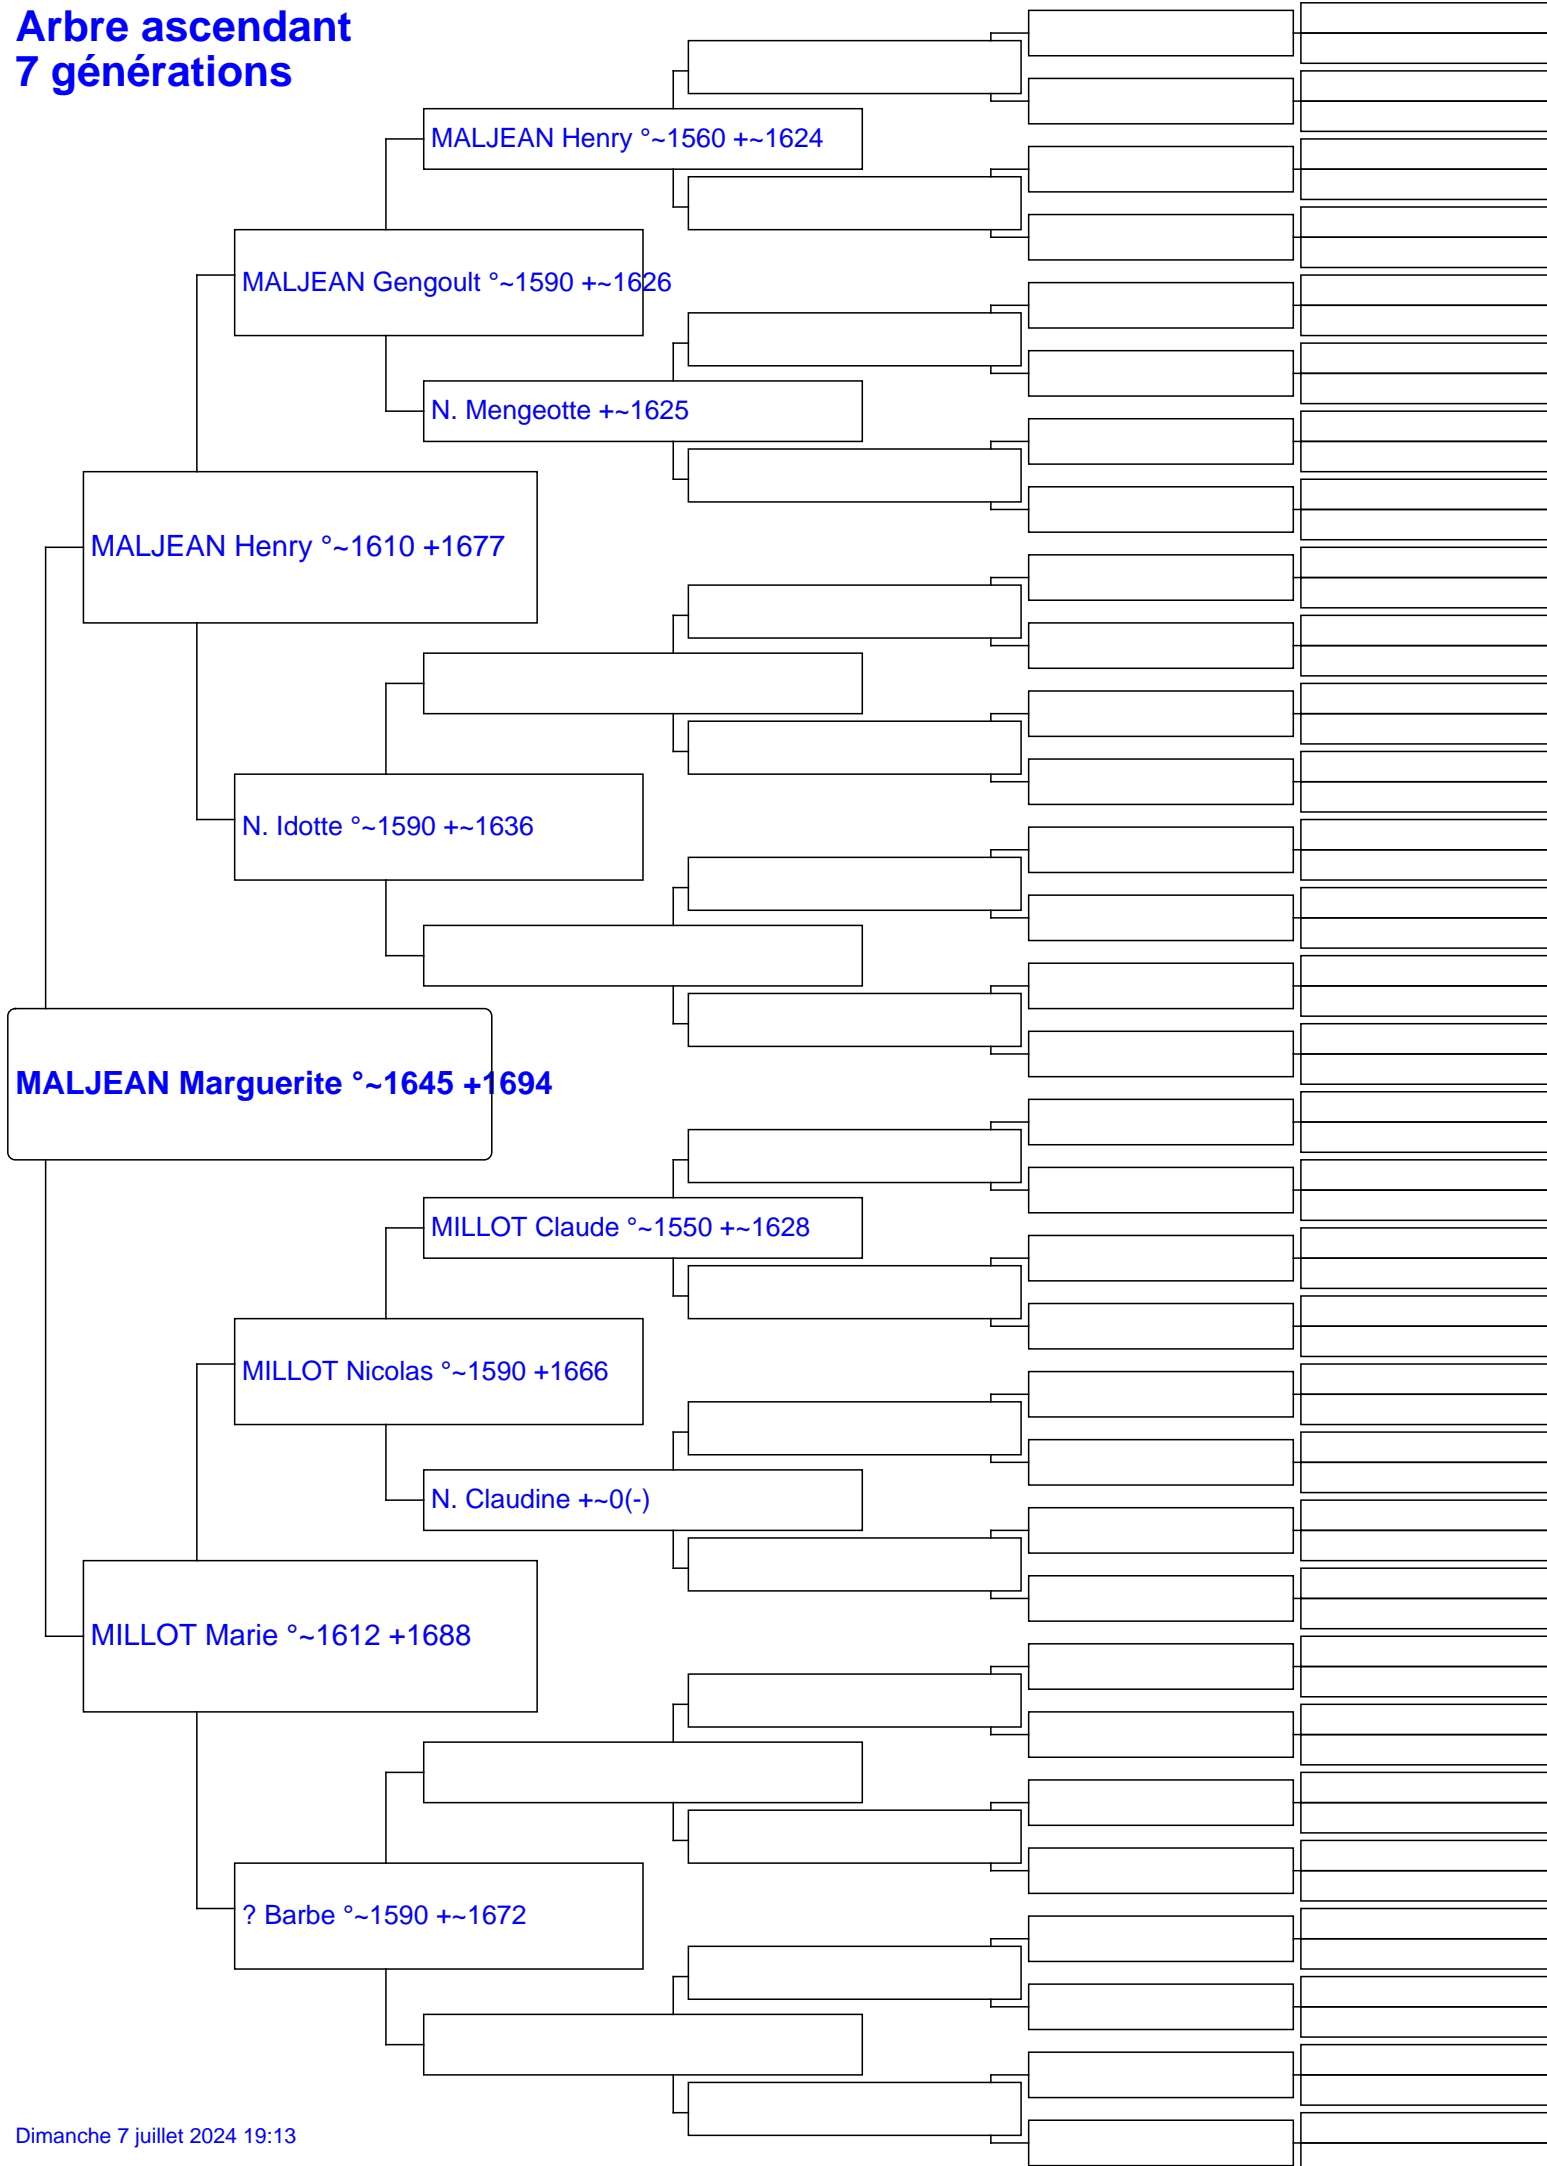 Arbre ascendant
7 générations
MALJEAN Henry °~1560 +~1624
MALJEAN Gengoult °~1590 +~1626
N. Mengeotte +~1625
MALJEAN Henry °~1610 +1677
N. Idotte °~1590 +~1636
MALJEAN Marguerite °~1645 +1694
MILLOT Claude °~1550 +~1628
MILLOT Nicolas °~1590 +1666
N. Claudine +~0(-)
MILLOT Marie °~1612 +1688
? Barbe °~1590 +~1672
Dimanche 7 juillet 2024 19:13